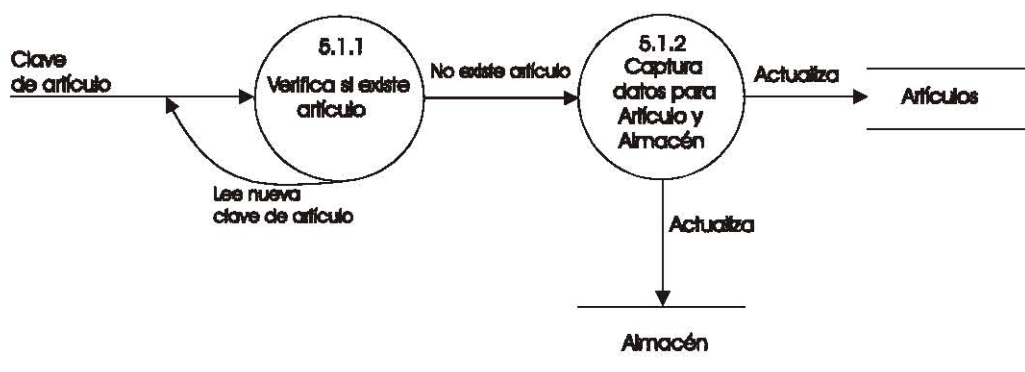 Clave
de artículo
5.1.1
Verifica si existe
artículo
Lee nueva
clave de artículo
No existe artículo
5.1.2
Captura
datos para
Artículo y
Almacén
Actualiza
Artículos
Actualiza
Almacén